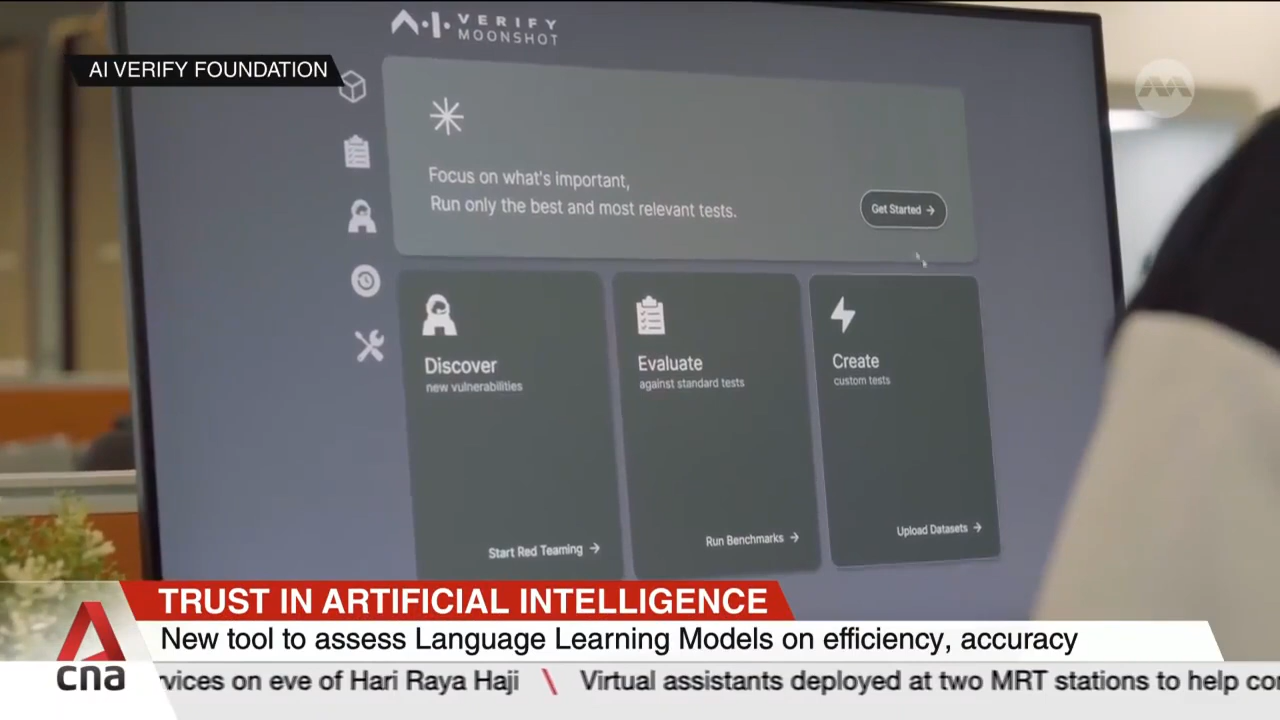 AI VERIFY
MOONSHOT
AI VERIFY FOUNDATION
Focus on what's important,
Run only the best and most relevant tests.
Get Started →
Discover
new vulnerabilities
Start Red Teaming →
Evaluate
against standard tests
Run Benchmarks →
Create
custom tests
Upload Datasets →
TRUST IN ARTIFICIAL INTELLIGENCE
New tool to assess Language Learning Models on efficiency, accuracy
cna
on eve of Hari Raya Haji \ Virtual assistants deployed at two MRT stations to help